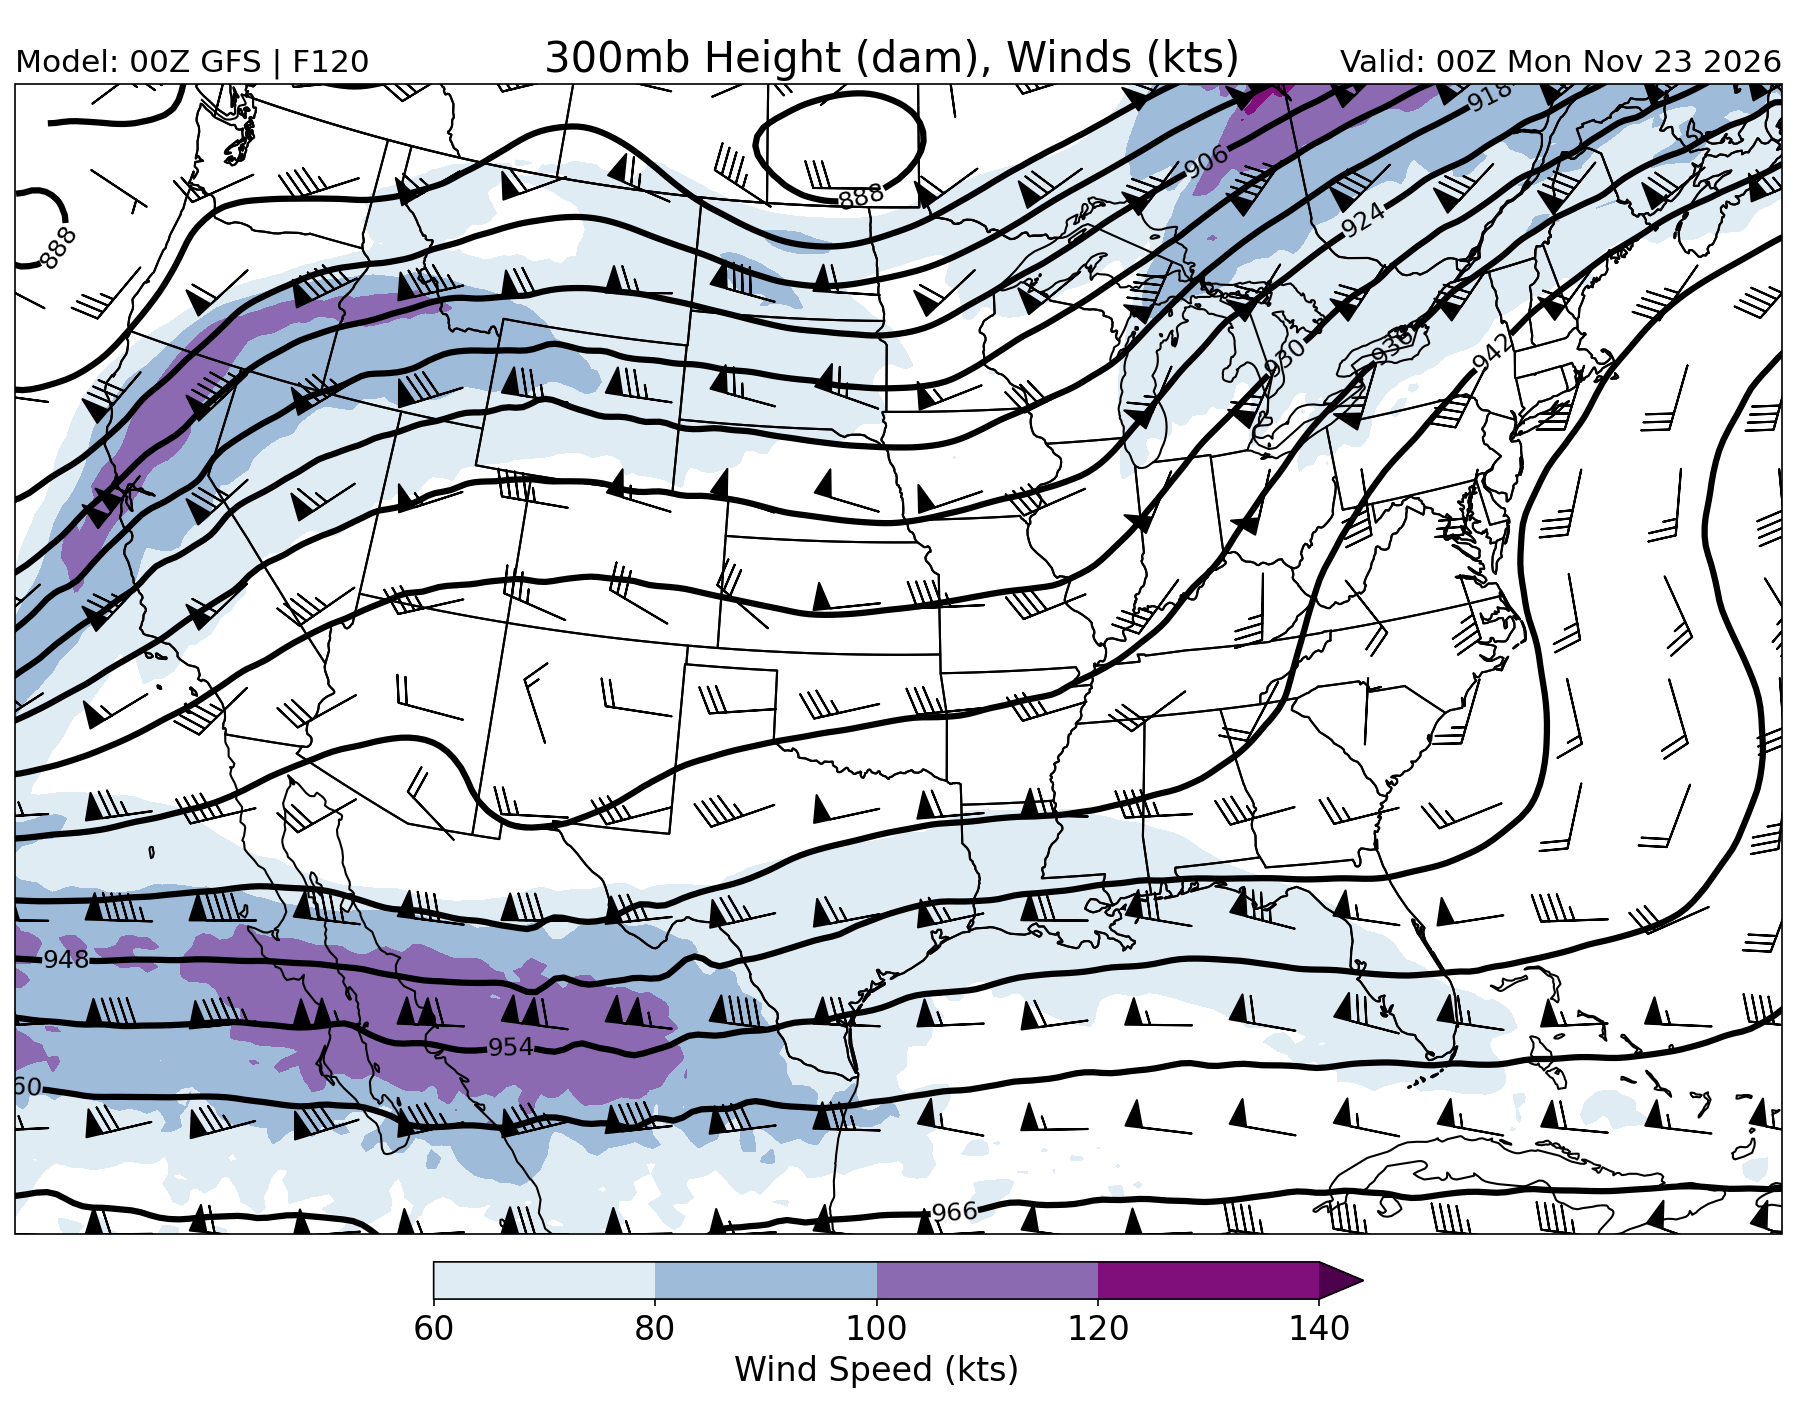 Model: 00Z GFS | F120
300mb Height (dam), Winds (kts)
Valid: 00Z Mon Nov 23 2026
918
906
888
924
888
930
936
942
948
954
60
966
60 80 100 120 140
Wind Speed (kts)